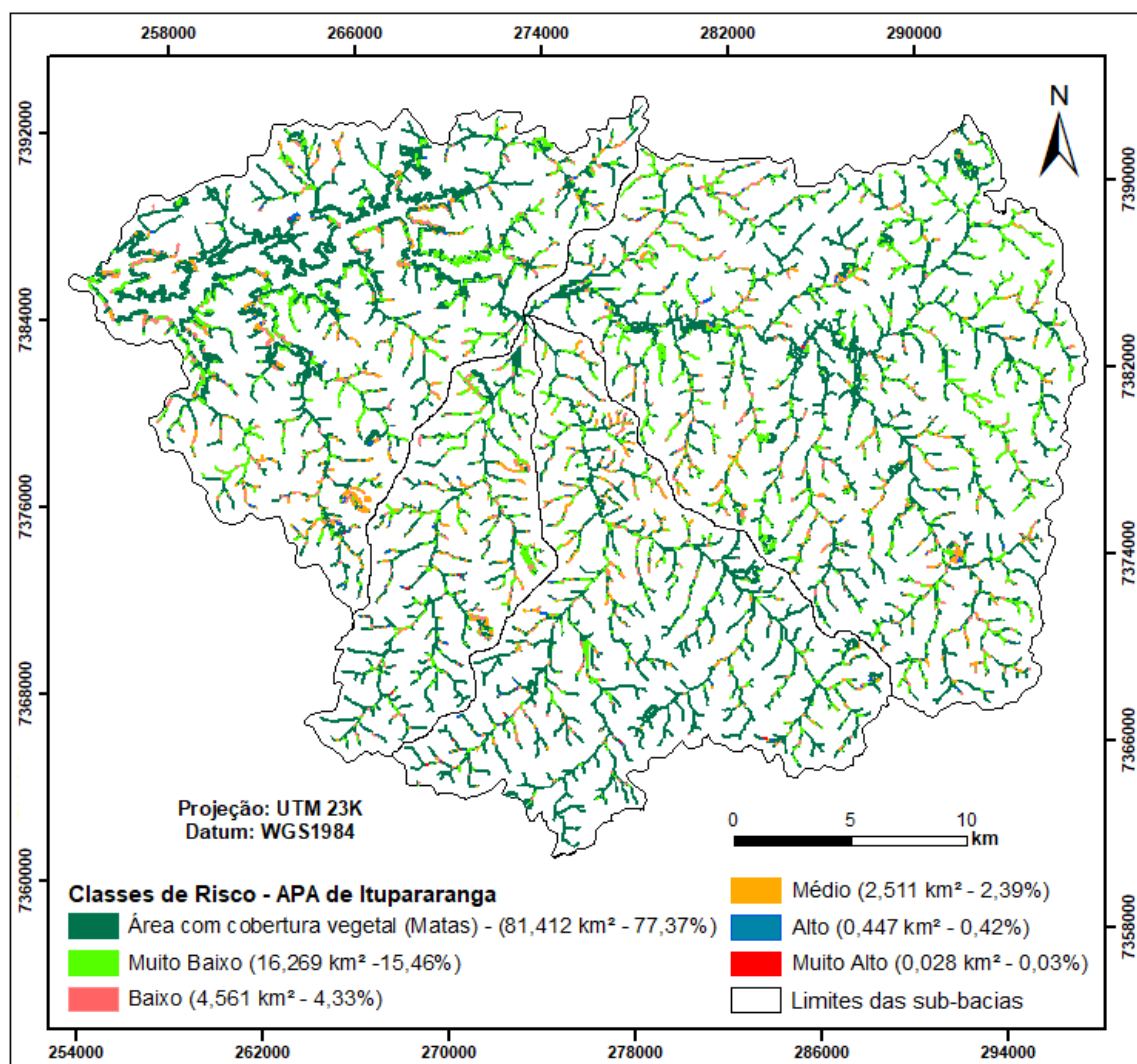 258000 266000 274000 282000 290000
7392000
7390000
N
7384000
7382000
7376000
7374000
7368000
7366000
Projeção: UTM 23K
Datum: WGS1984
0 5 10
km
7360000
7358000
Classes de Risco - APA de Itupararanga
Área com cobertura vegetal (Matas) - (81,412 km² - 77,37%)
Muito Baixo (16,269 km² -15,46%)
Baixo (4,561 km² - 4,33%)
Médio (2,511 km² - 2,39%)
Alto (0,447 km² - 0,42%)
Muito Alto (0,028 km² - 0,03%)
Limites das sub-bacias
254000 262000 270000 278000 286000 294000